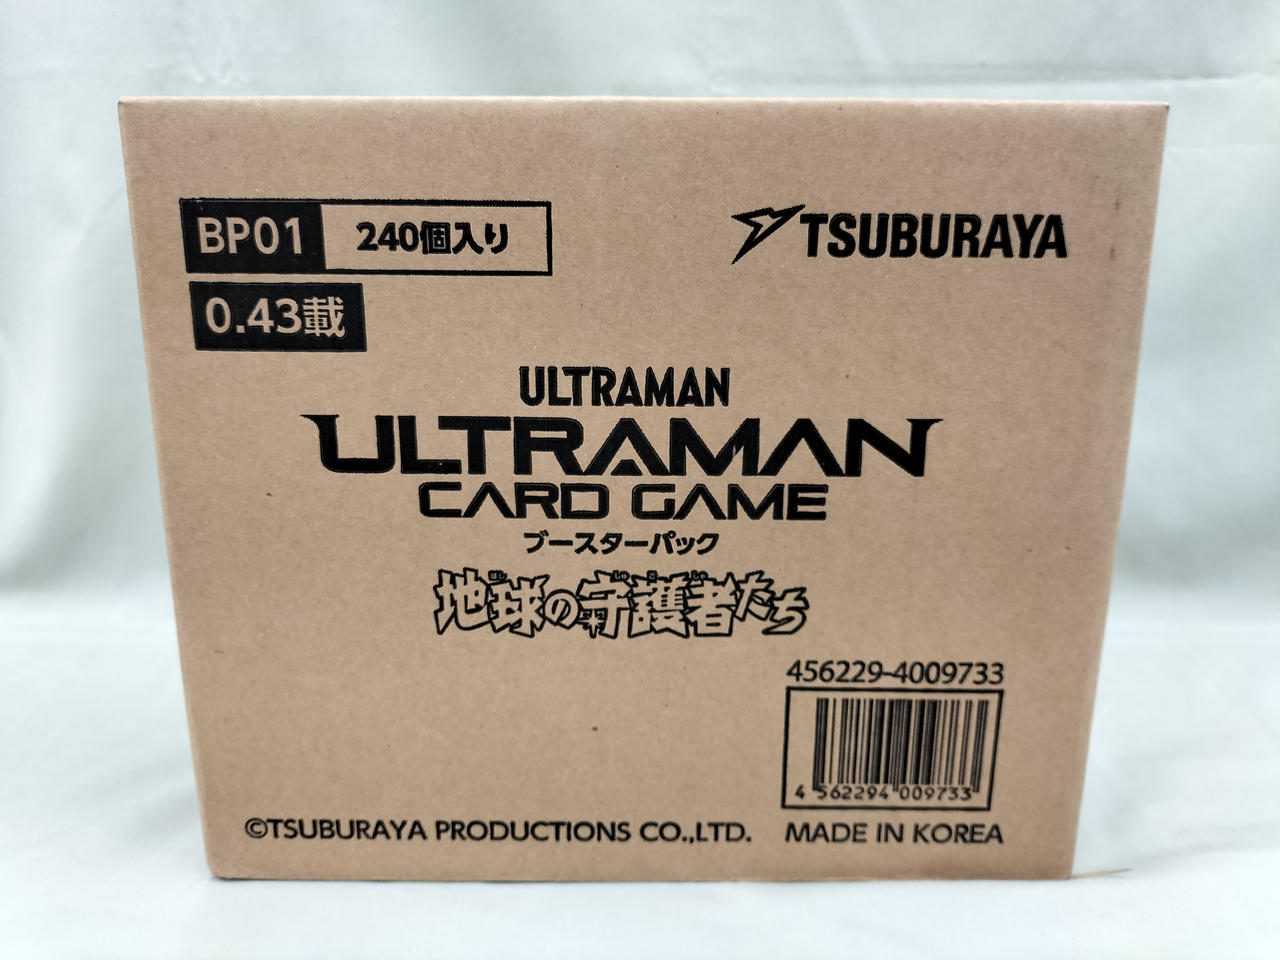 BP01 240個入り
0.43載
TSUBURAYA
ULTRAMAN
ULTRAMAN
CARD GAME
ブースターパック
地球の守護者たち
456229-4009733
4 562294 009733
©TSUBURAYA PRODUCTIONS CO.,LTD.
MADE IN KOREA